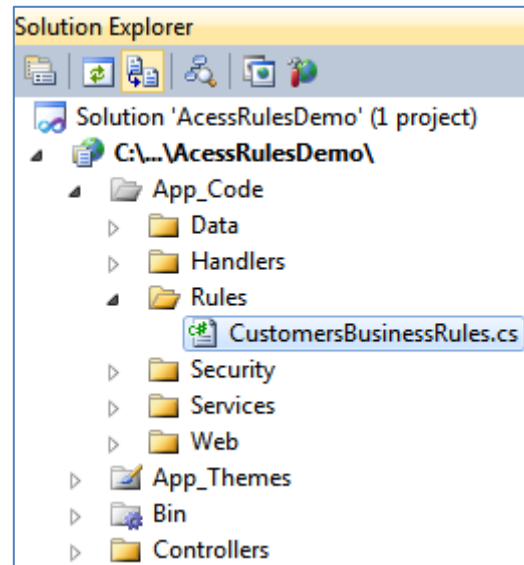 Solution Explorer
Solution 'AcessRulesDemo' (1 project)
C:\...\AcessRulesDemo\
App_Code
Data
Handlers
Rules
CustomersBusinessRules.cs
Security
Services
Web
App_Themes
Bin
Controllers